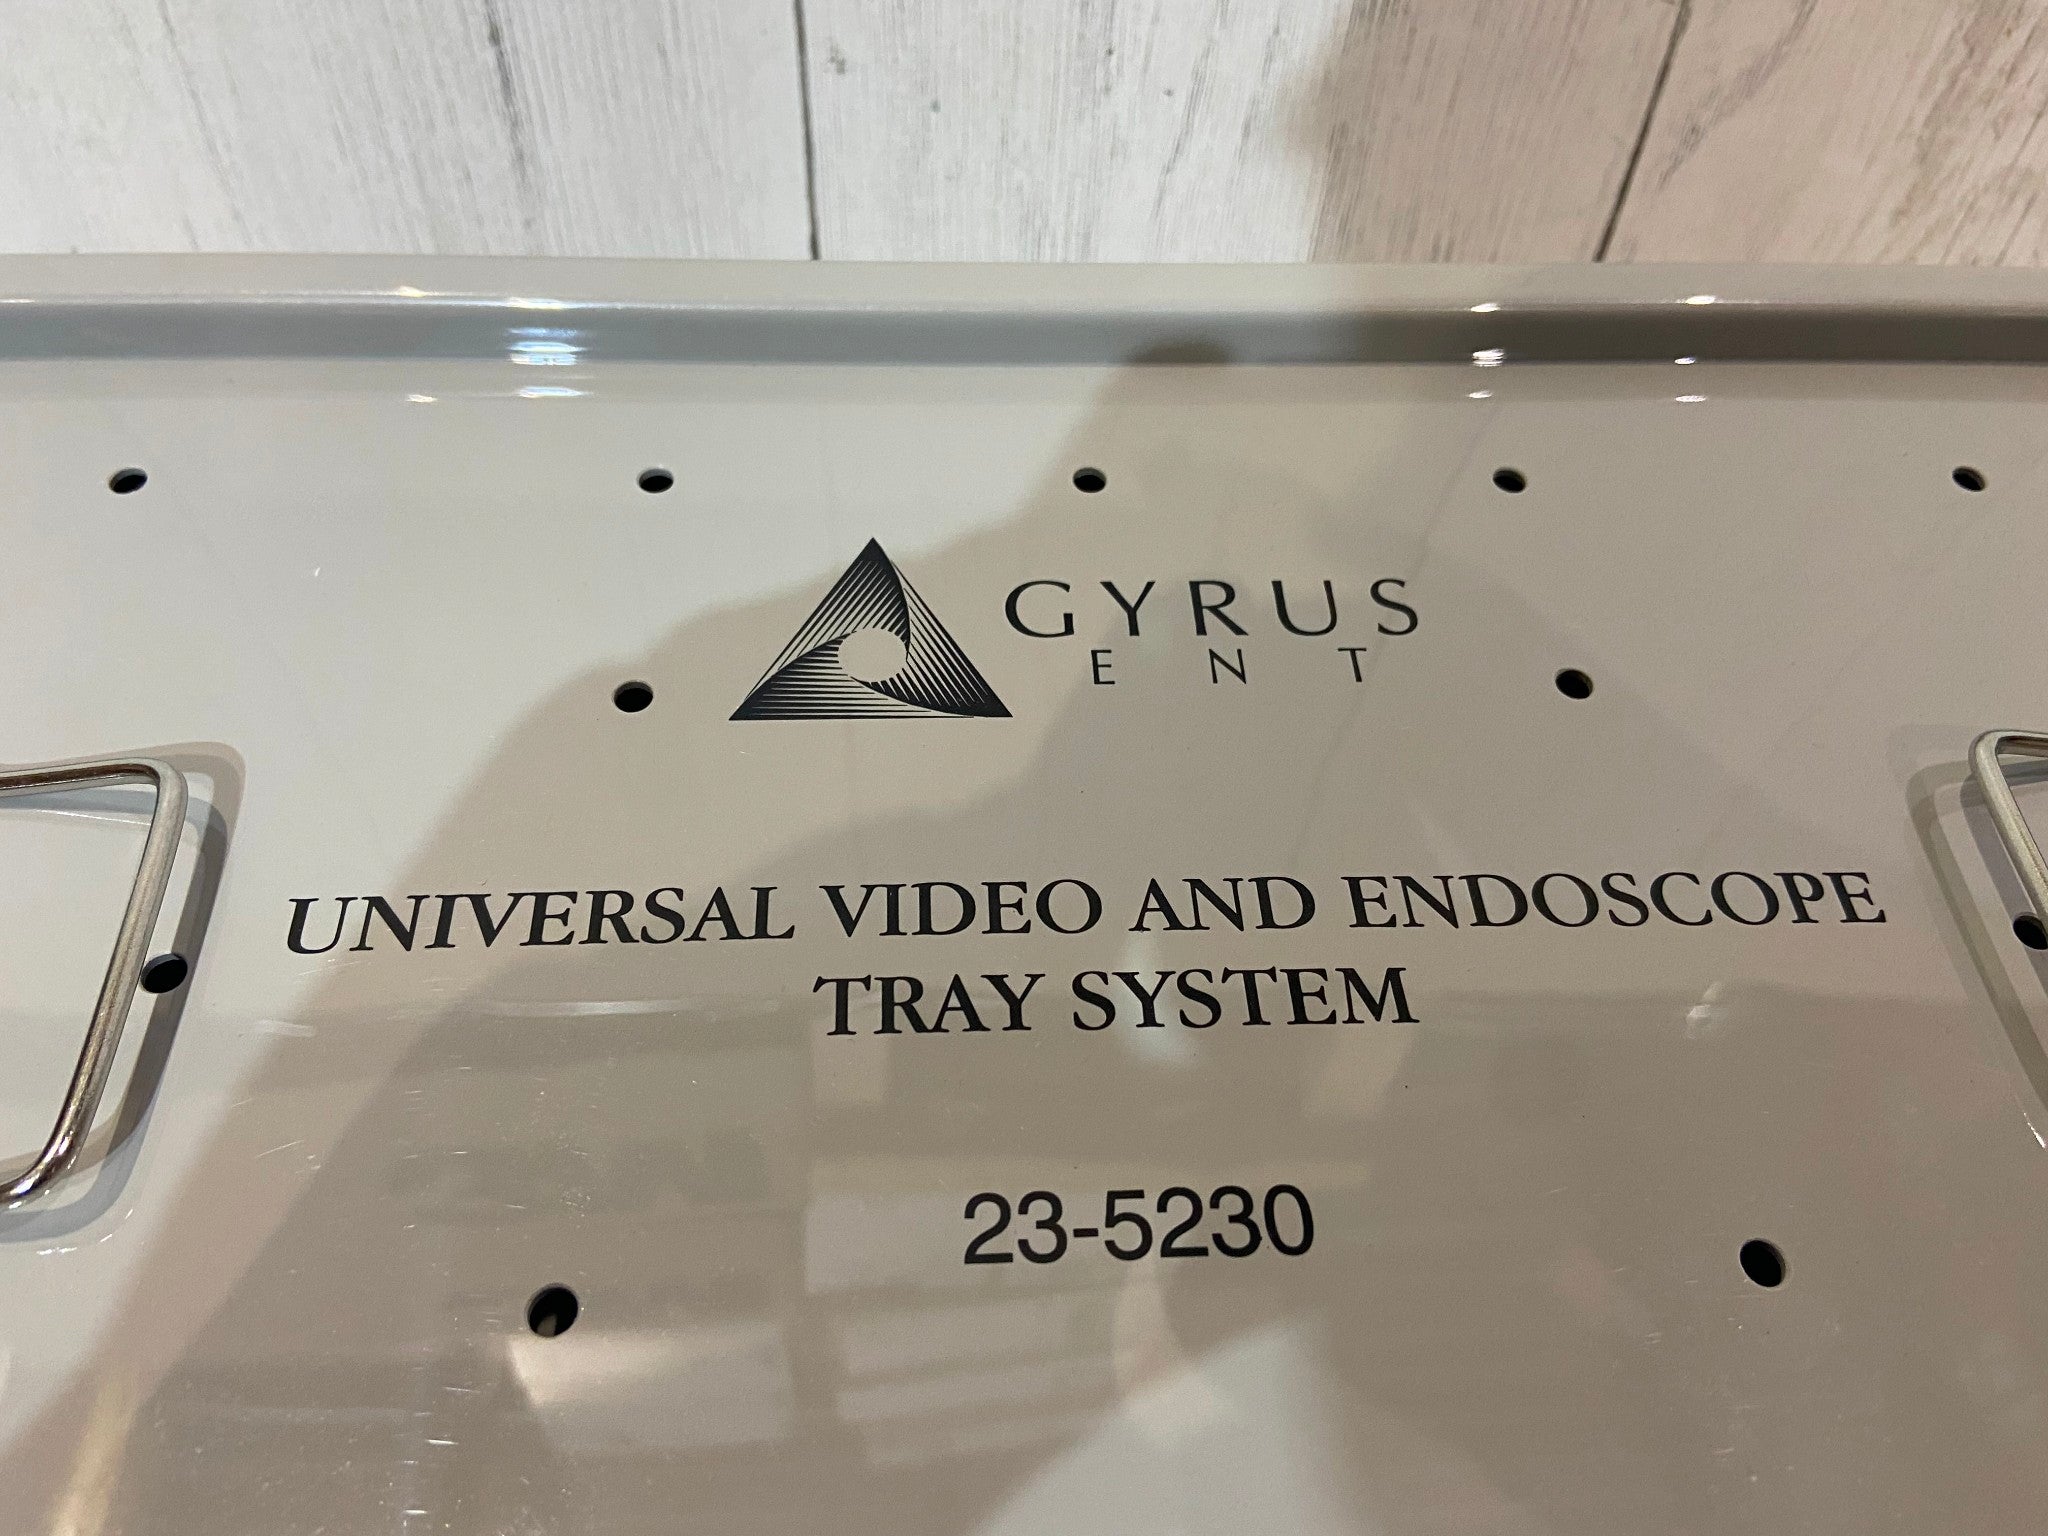 GYRUS
ENT
UNIVERSAL VIDEO AND ENDOSCOPE
TRAY SYSTEM
23-5230